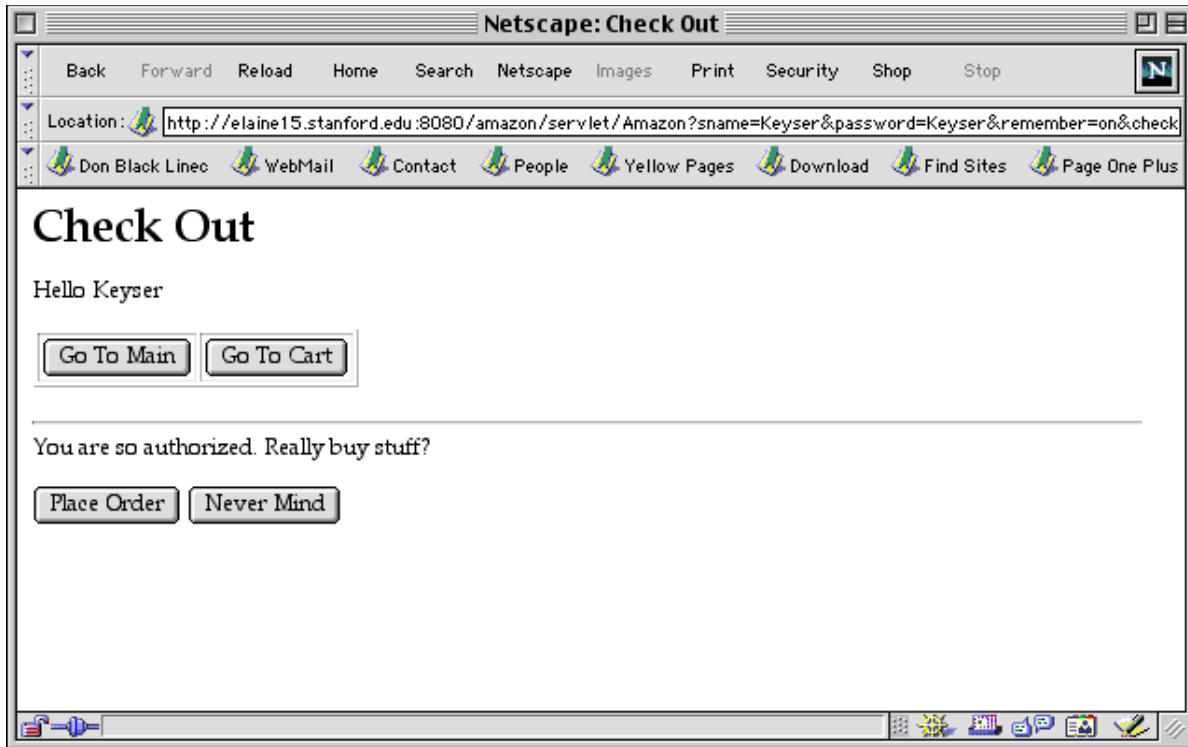 Netscape: Check Out
Back Forward Reload Home Search Netscape Images Print Security Shop Stop
N
Location: http://elaine15.stanford.edu:8080/amazon/servlet/Amazon?sname=Keyser&password=Keyser&remember=on&check
Don Black Linec WebMail Contact People Yellow Pages Download Find Sites Page One Plus
Check Out
Hello Keyser
Go To Main Go To Cart
You are so authorized. Really buy stuff?
Place Order Never Mind